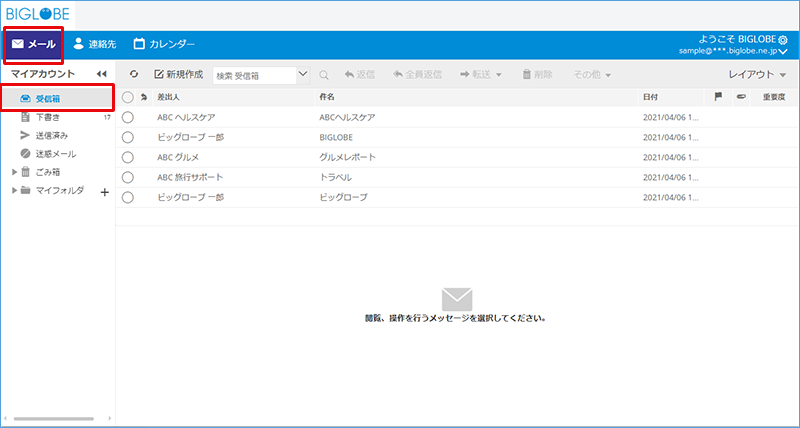 BIGLOBE
メール 連絡先 カレンダー ようこそ BIGLOBE
sample@***.biglobe.ne.jp
マイアカウント 新規作成 検索 受信箱 返信 全員返信 転送 削除 その他 レイアウト
受信箱
下書き 17
送信済み
迷惑メール
ごみ箱
マイフォルダ
差出人 件名 日付 重要度
ABC ヘルスケア ABCヘルスケア 2021/04/06 1...
ビッグローブ 一郎 BIGLOBE 2021/04/06 1...
ABC グルメ グルメレポート 2021/04/06 1...
ABC 旅行サポート トラベル 2021/04/06 1...
ビッグローブ 一郎 ビッグローブ 2021/04/06 1...
閲覧、操作を行うメッセージを選択してください。